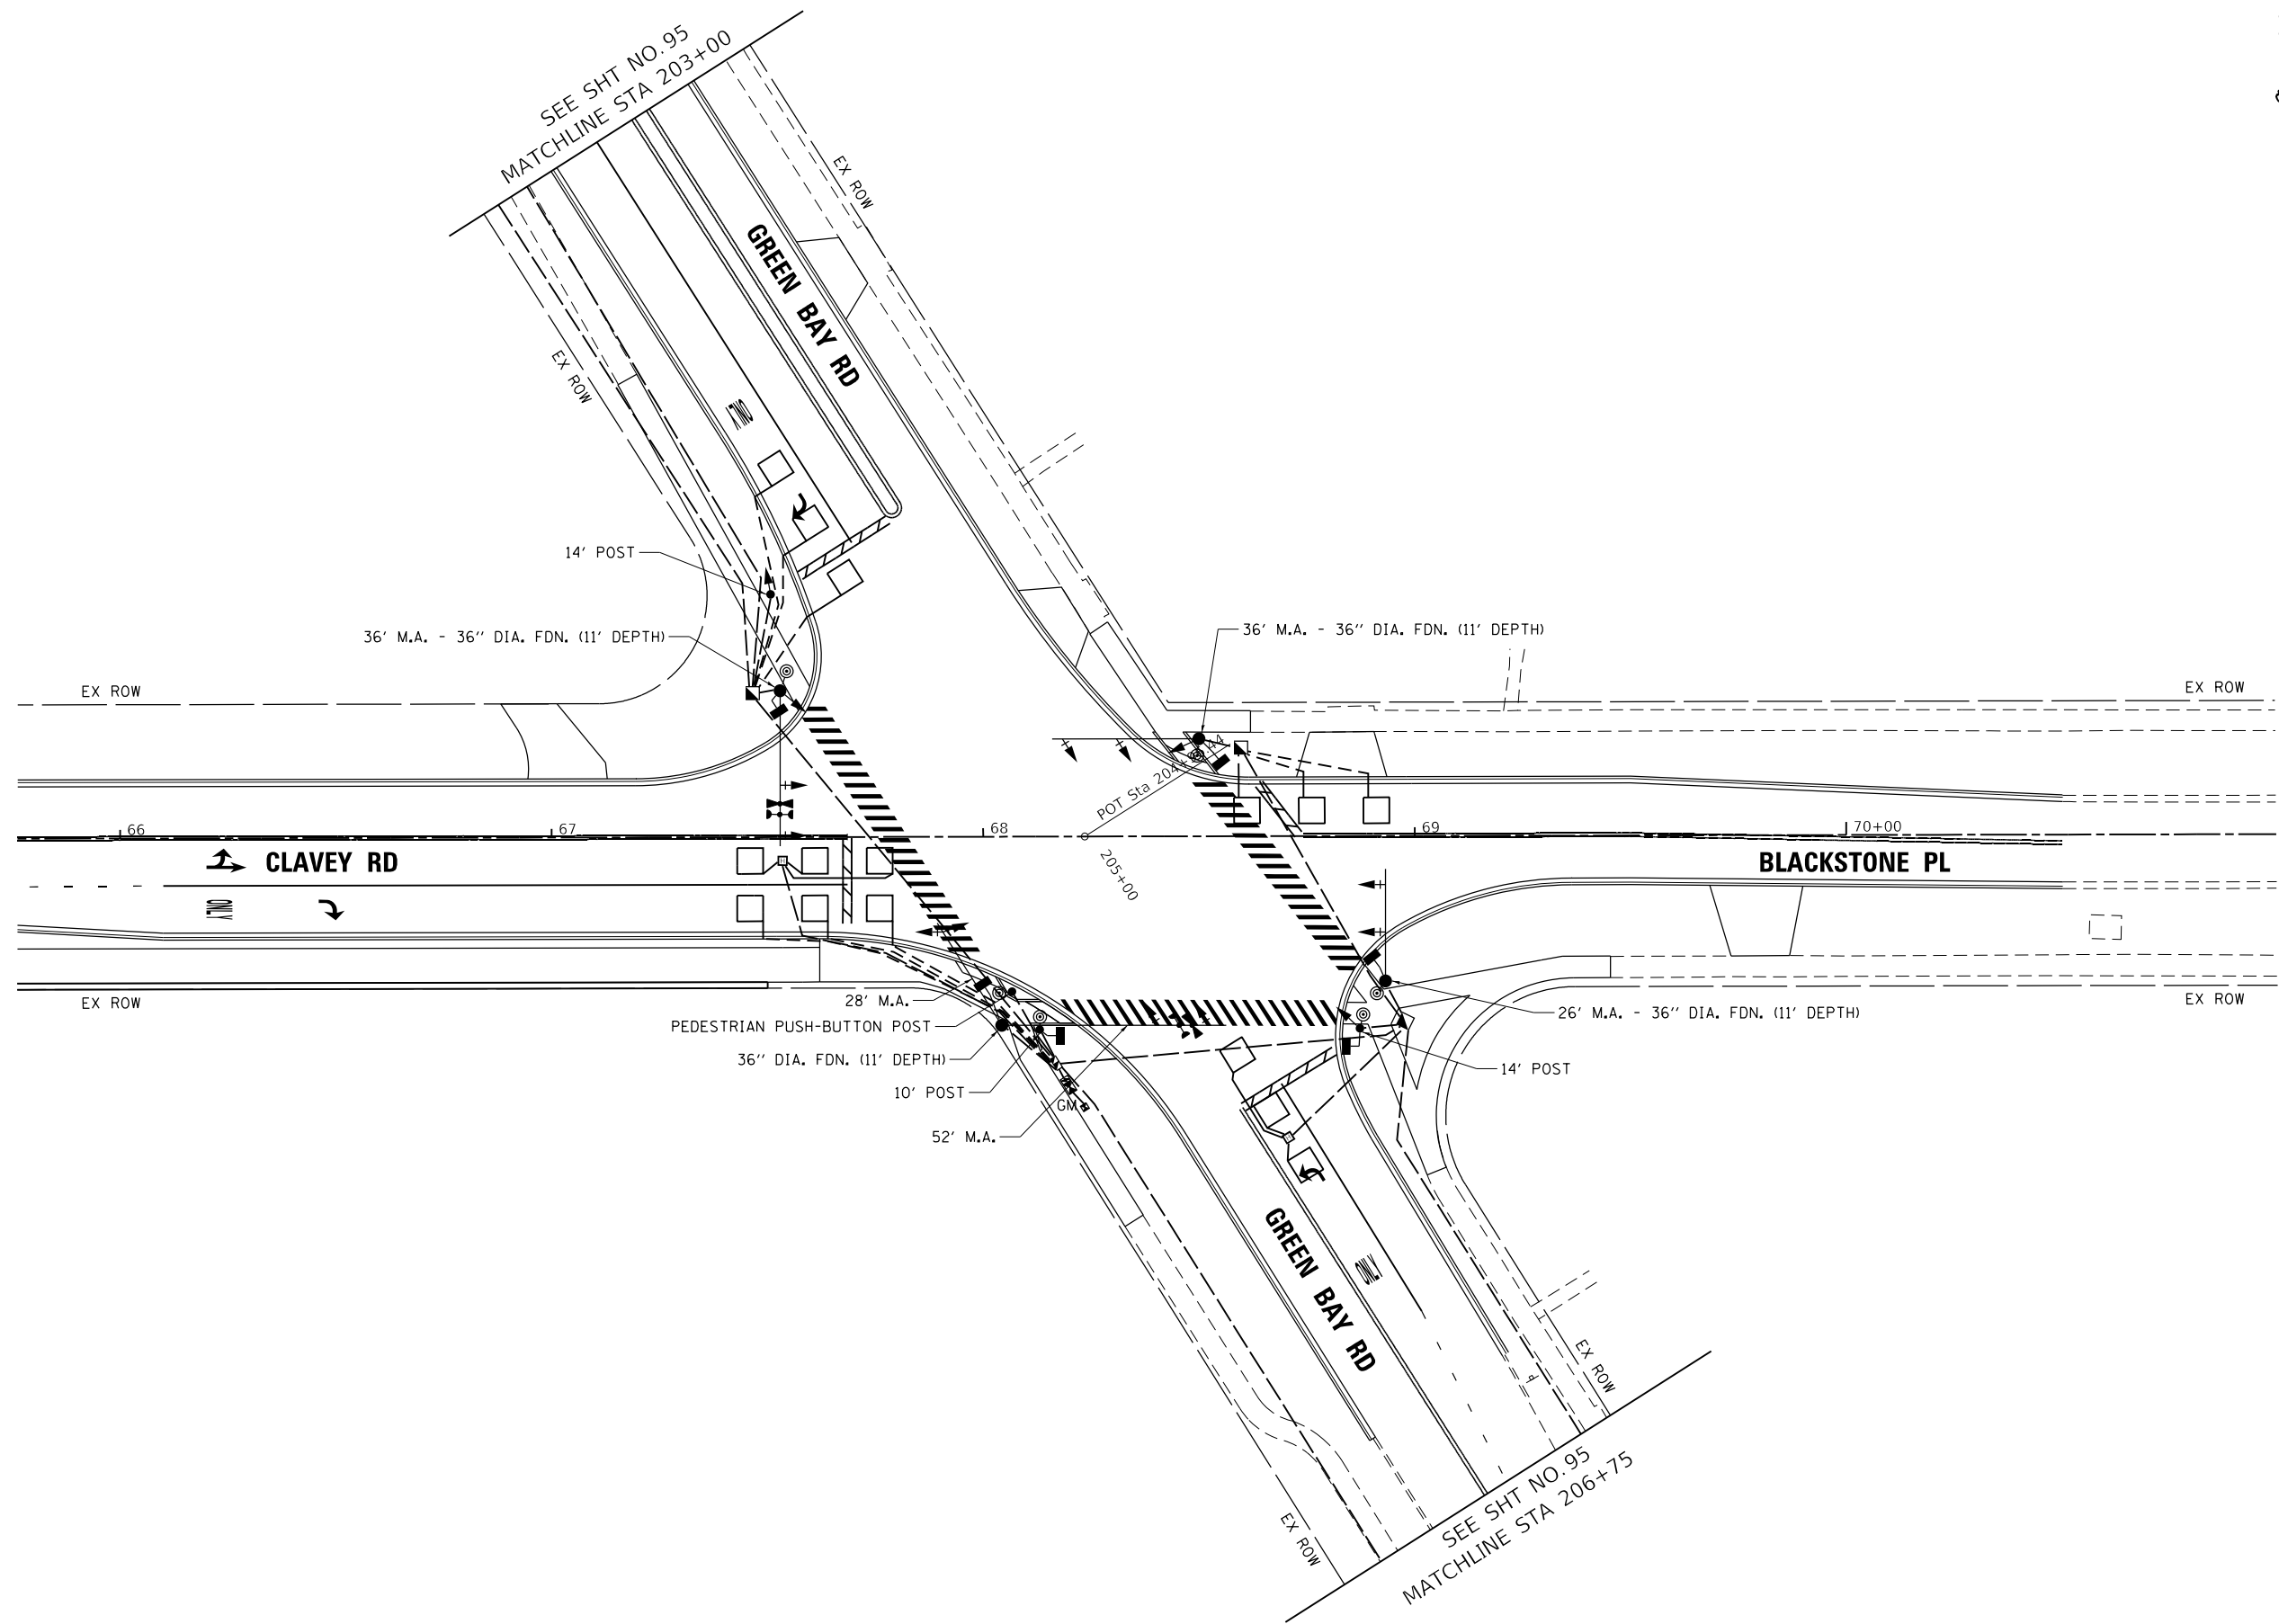 SEE SHT NO. 95
MATCHLINE STA 203+00
EX ROW
GREEN BAY RD
EX ROW
ONLY
14' POST
36' M.A. - 36'' DIA. FDN. (11' DEPTH)
36' M.A. - 36'' DIA. FDN. (11' DEPTH)
EX ROW
EX ROW
POT Sta 204+
.44
66
67
68
69
70+00
CLAVEY RD
BLACKSTONE PL
205+00
ONLY
EX ROW
28' M.A.
EX ROW
PEDESTRIAN PUSH-BUTTON POST
26' M.A. - 36'' DIA. FDN. (11' DEPTH)
36'' DIA. FDN. (11' DEPTH)
14' POST
10' POST
GM
52' M.A.
GREEN BAY RD
ONLY
EX ROW
SEE SHT NO. 95
MATCHLINE STA 206+75
EX ROW